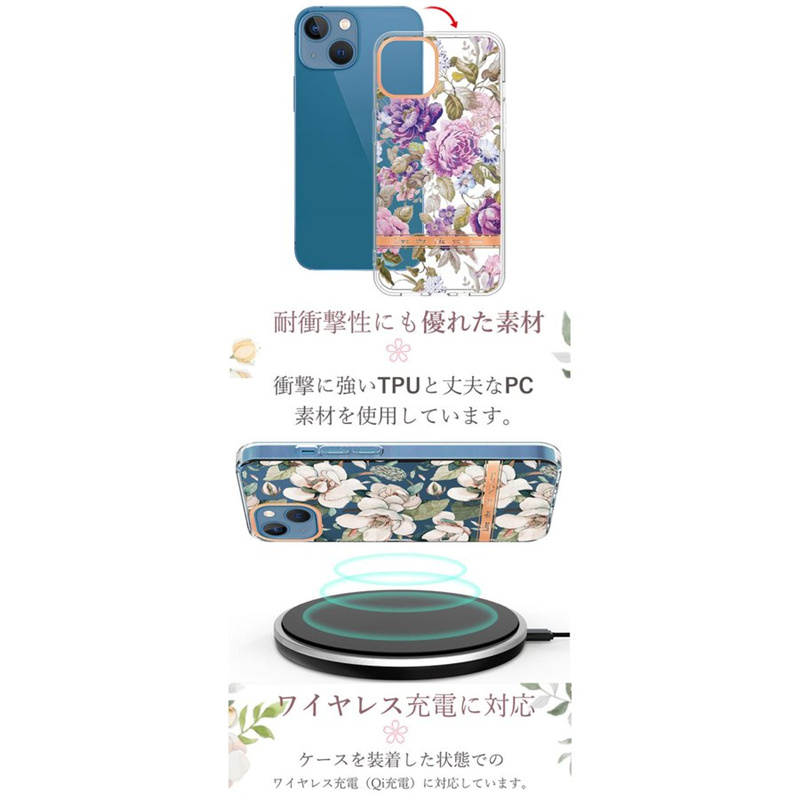 耐衝撃性にも優れた素材
衝撃に強いTPUと丈夫なPC
素材を使用しています。
ワイヤレス充電に対応
ケースを装着した状態での
ワイヤレス充電（Qi充電）に対応しています。